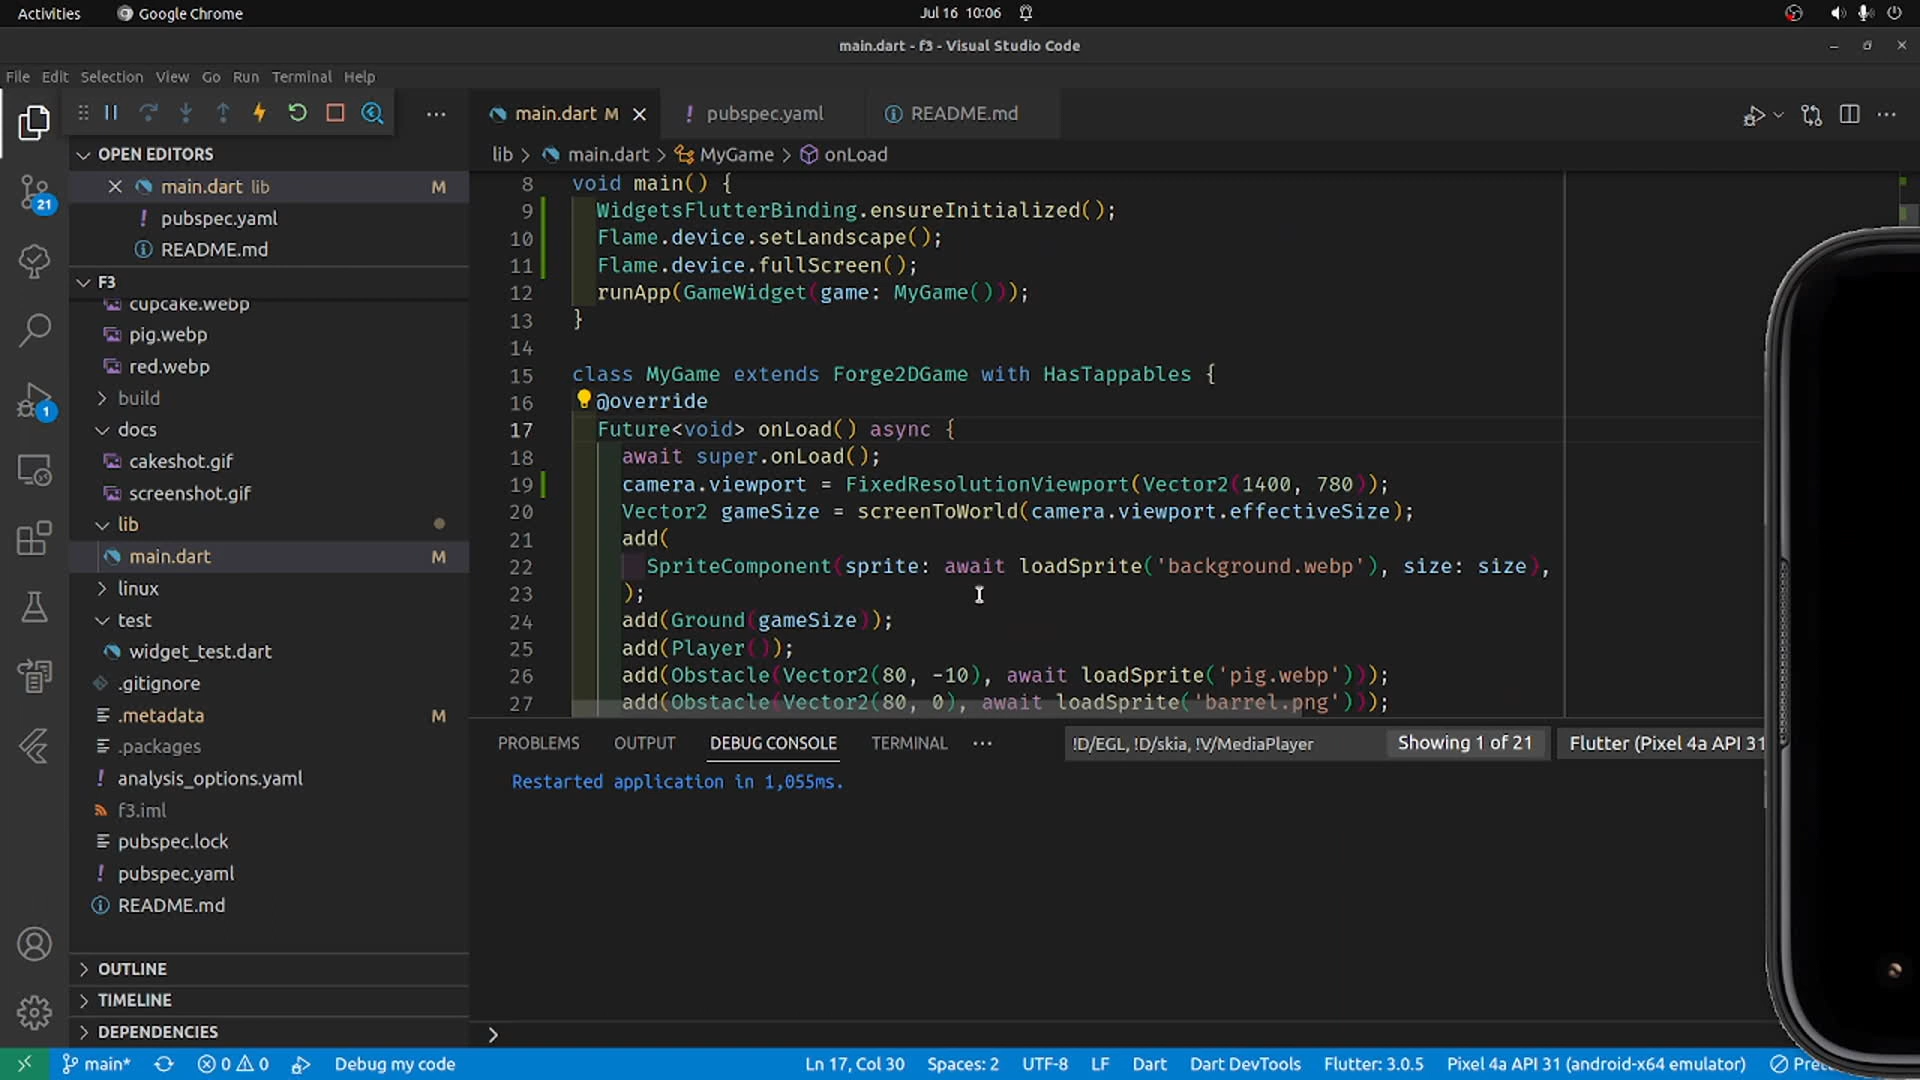 Activities
Google Chrome
Jul 16 10:06
main.dart - f3 - Visual Studio Code
File Edit Selection View Go Run Terminal Help
main.dart M
pubspec.yaml
README.md
OPEN EDITORS
main.dart lib M
pubspec.yaml
README.md
F3
cupcake.webp
pig.webp
red.webp
build
docs
cakeshot.gif
screenshot.gif
lib
main.dart M
linux
test
widget_test.dart
.gitignore
.metadata M
.packages
analysis_options.yaml
f3.iml
pubspec.lock
pubspec.yaml
README.md
OUTLINE
TIMELINE
DEPENDENCIES
21
1
lib > main.dart > MyGame > onLoad
8 void main() {
9 WidgetsFlutterBinding.ensureInitialized();
10 Flame.device.setLandscape();
11 Flame.device.fullScreen();
12 runApp(GameWidget(game: MyGame()));
13 }
14
15 class MyGame extends Forge2DGame with HasTappables {
16 @override
17 Future<void> onLoad() async {
18 await super.onLoad();
19 camera.viewport = FixedResolutionViewport(Vector2(1400, 780));
20 Vector2 gameSize = screenToWorld(camera.viewport.effectiveSize);
21 add(
22 SpriteComponent(sprite: await loadSprite('background.webp'), size: size),
23 );
24 add(Ground(gameSize));
25 add(Player());
26 add(Obstacle(Vector2(80, -10), await loadSprite('pig.webp')));
27 add(Obstacle(Vector2(80, 0), await loadSprite('barrel.png')));
PROBLEMS OUTPUT DEBUG CONSOLE TERMINAL
!D/EGL, !D/skia, !V/MediaPlayer
Showing 1 of 21
Flutter (Pixel 4a API 31
Restarted application in 1,055ms.
main*
0 0
Debug my code
Ln 17, Col 30
Spaces: 2
UTF-8
LF
Dart
Dart DevTools
Flutter: 3.0.5
Pixel 4a API 31 (android-x64 emulator)